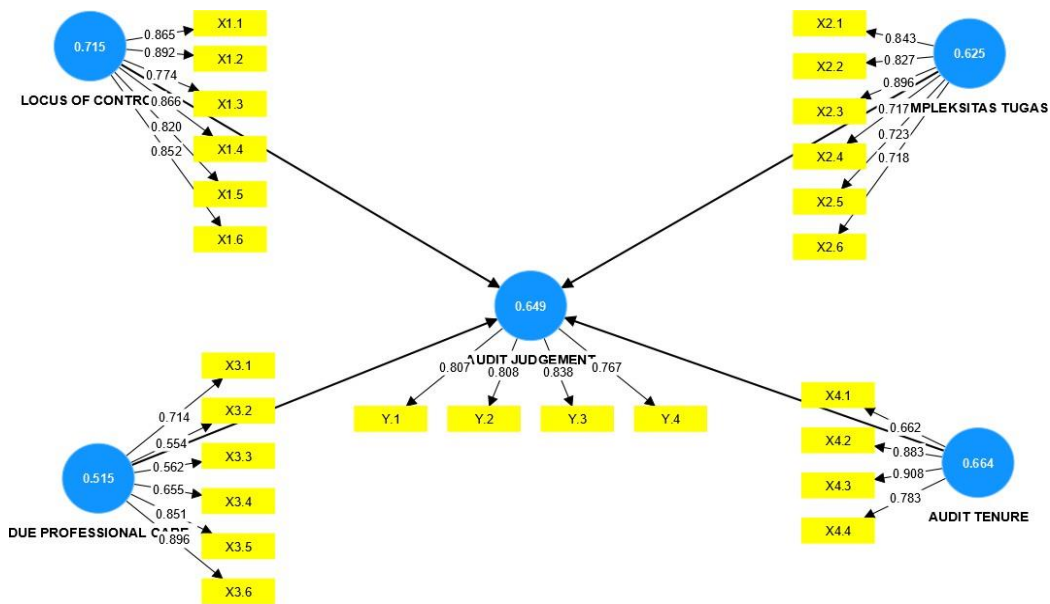 X1.1
0.865
0.715
0.892
X1.2
0.774
LOCUS OF CONTRO
0.866
X1.3
0.820
X1.4
0.852
X1.5
X1.6
X2.1
0.843
0.827
0.625
X2.2
0.896
X2.3
0.717
MPLEKSITAS TUGAS
0.723
X2.4
0.718
X2.5
X2.6
0.649
AUDIT JUDGEMENT
0.807
0.808
0.838
0.767
Y.1
Y.2
Y.3
Y.4
X3.1
0.714
X3.2
0.554
X3.3
0.562
0.515
0.655
X3.4
0.851
DUE PROFESSIONAL CARE
0.896
X3.5
X3.6
X4.1
0.662
X4.2
0.883
0.664
0.908
X4.3
0.783
AUDIT TENURE
X4.4